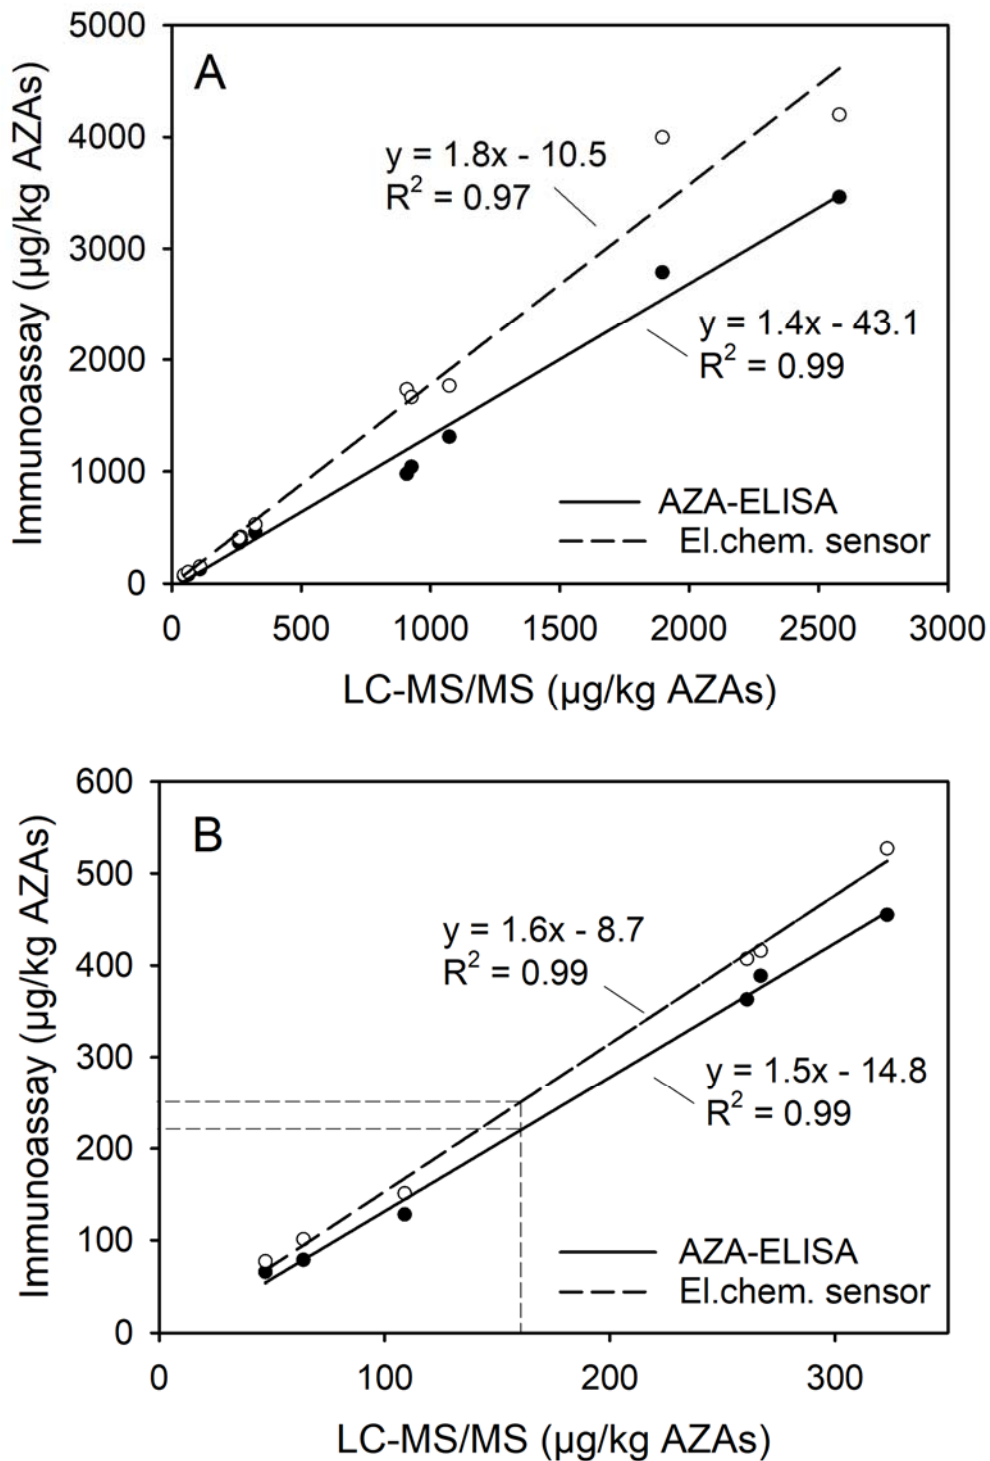 A
5000
4000
3000
2000
1000
0
Immunoassay (µg/kg AZAs)
y = 1.8x - 10.5
R² = 0.97
y = 1.4x - 43.1
R² = 0.99
AZA-ELISA
El.chem. sensor
0 500 1000 1500 2000 2500 3000
LC-MS/MS (µg/kg AZAs)
B
600
500
400
300
200
100
0
Immunoassay (µg/kg AZAs)
y = 1.6x - 8.7
R² = 0.99
y = 1.5x - 14.8
R² = 0.99
AZA-ELISA
El.chem. sensor
0 100 200 300
LC-MS/MS (µg/kg AZAs)